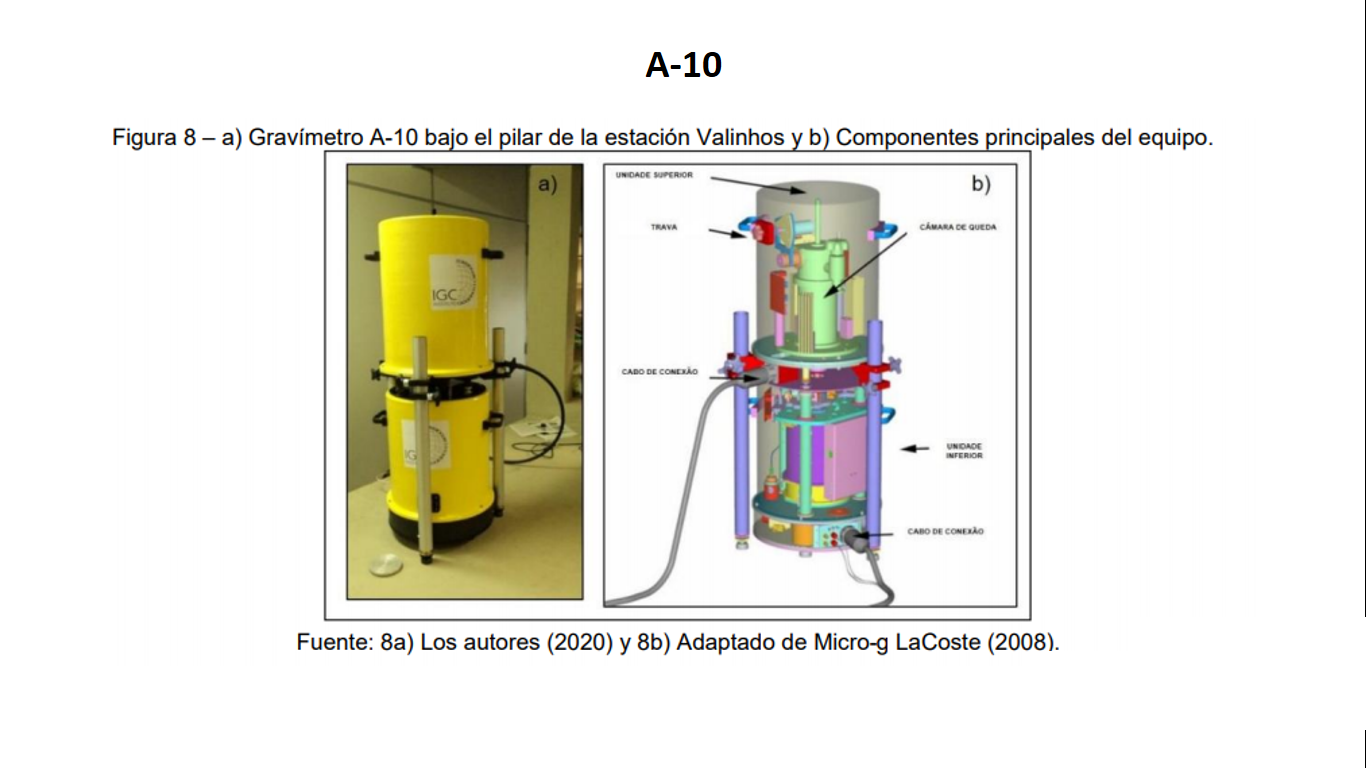 A-10
Figura 8 – a) Gravímetro A-10 bajo el pilar de la estación Valinhos y b) Componentes principales del equipo.
a)
IGC
IG
b)
UNIDADE SUPERIOR
TRAVA
CÂMARA DE QUEDA
CABO DE CONEXÃO
UNIDADE
INFERIOR
CABO DE CONEXÃO
Fuente: 8a) Los autores (2020) y 8b) Adaptado de Micro-g LaCoste (2008).